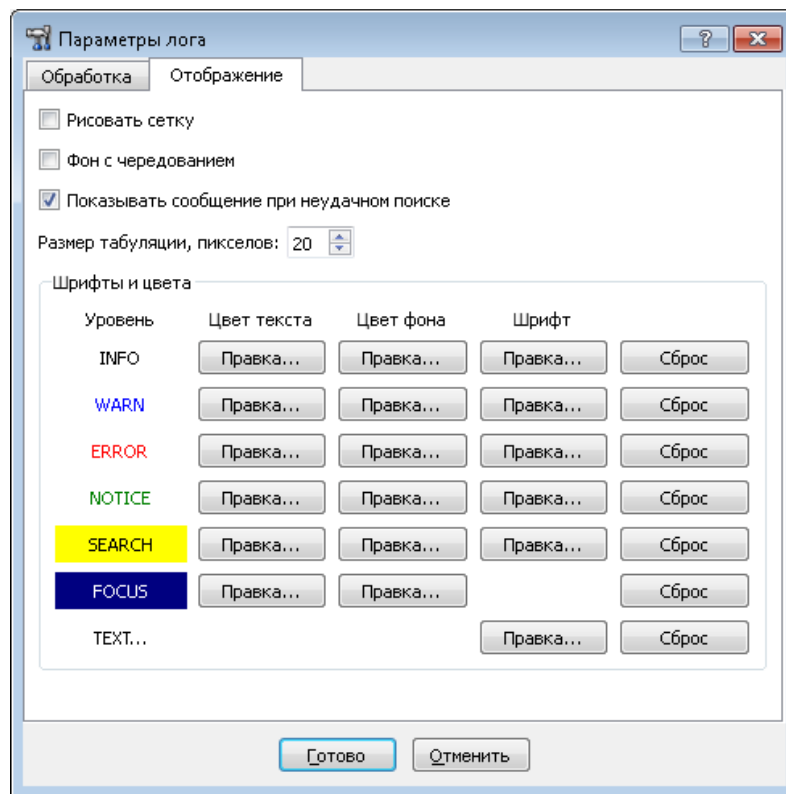 Параметры лога
Обработка Отображение
Рисовать сетку
Фон с чередованием
Показывать сообщение при неудачном поиске
Размер табуляции, пикселов: 20
Шрифты и цвета
Уровень Цвет текста Цвет фона Шрифт
INFO Правка... Правка... Правка... Сброс
WARN Правка... Правка... Правка... Сброс
ERROR Правка... Правка... Правка... Сброс
NOTICE Правка... Правка... Правка... Сброс
SEARCH Правка... Правка... Правка... Сброс
FOCUS Правка... Правка... Сброс
TEXT... Правка... Сброс
Готово Отменить